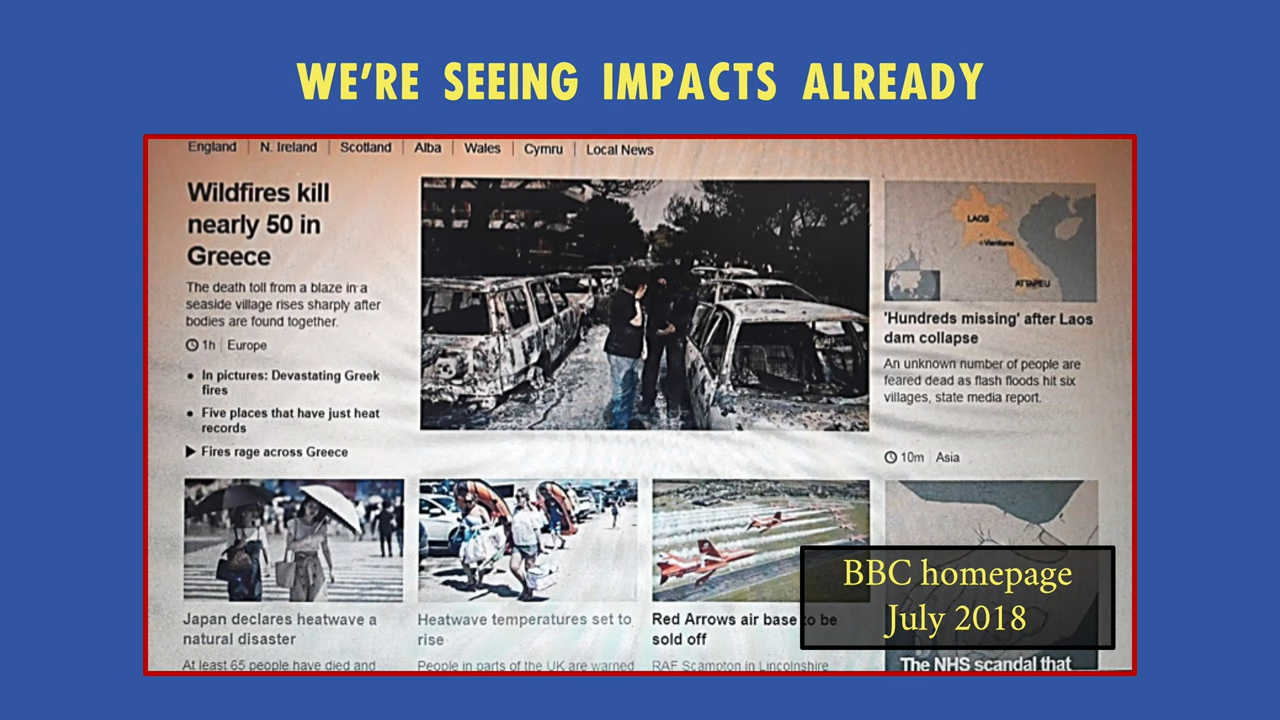 WE'RE SEEING IMPACTS ALREADY
England | N. Ireland | Scotland | Alba | Wales | Cymru | Local News
Wildfires kill
nearly 50 in
Greece
The death toll from a blaze in a
seaside village rises sharply after
bodies are found together.
1h | Europe
• In pictures: Devastating Greek
fires
• Five places that have just heat
records
Fires rage across Greece
LAOS
Vientiane
ATTAPEU
'Hundreds missing' after Laos
dam collapse
An unknown number of people are
feared dead as flash floods hit six
villages, state media report.
10m | Asia
Japan declares heatwave a
natural disaster
At least 65 people have died and
Heatwave temperatures set to
rise
People in parts of the UK are warned
Red Arrows air base to be
sold off
RAF Scampton in Lincolnshire
BBC homepage
July 2018
The NHS scandal that